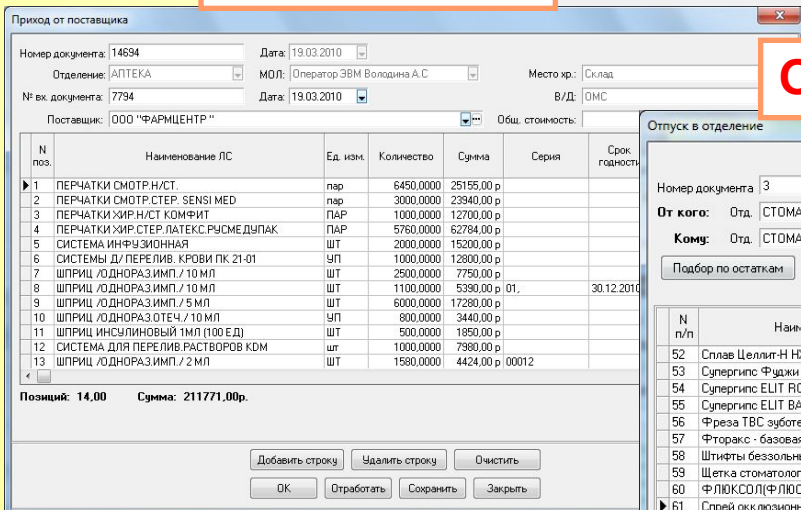 Приход от поставщика
Номер документа: 14694 Дата: 19.03.2010
Отделение: АПТЕКА МОЛ: Оператор ЭВМ Володина А.С Место хр.: Склад
№ вх. документа: 7794 Дата: 19.03.2010 В/Д: ОМС
Поставщик: ООО "ФАРМЦЕНТР " Общ. стоимость:
N поз. Наименование ЛС Ед. изм. Количество Сумма Серия Срок годности
1 ПЕРЧАТКИ СМОТР.Н/СТ. пар 6450,0000 25155,00 р
2 ПЕРЧАТКИ СМОТР.СТЕР. SENSI MED пар 3000,0000 23940,00 р
3 ПЕРЧАТКИ ХИР.Н/СТ КОМФИТ ПАР 1000,0000 12700,00 р
4 ПЕРЧАТКИ ХИР.СТЕР.ЛАТЕКС.РУСМЕДУПАК ПАР 5760,0000 62784,00 р
5 СИСТЕМА ИНФУЗИОННАЯ ШТ 2000,0000 15200,00 р
6 СИСТЕМЫ Д/ ПЕРЕЛИВ. КРОВИ ПК 21-01 УП 1000,0000 12800,00 р
7 ШПРИЦ /ОДНОРАЗ.ИМП./ 10 МЛ ШТ 2500,0000 7750,00 р
8 ШПРИЦ /ОДНОРАЗ.ИМП./ 10 МЛ ШТ 1100,0000 5390,00 р 01, 30.12.2010
9 ШПРИЦ /ОДНОРАЗ.ИМП./ 5 МЛ ШТ 6000,0000 17280,00 р
10 ШПРИЦ /ОДНОРАЗ.ОТЕЧ./ 10 МЛ УП 800,0000 3440,00 р
11 ШПРИЦ ИНСУЛИНОВЫЙ 1МЛ (100 ЕД) ШТ 500,0000 1850,00 р
12 СИСТЕМА ДЛЯ ПЕРЕЛИВ.РАСТВОРОВ KDM шт 1000,0000 7980,00 р
13 ШПРИЦ /ОДНОРАЗ.ИМП./ 2 МЛ ШТ 1580,0000 4424,00 р 00012
Позиций: 14,00 Сумма: 211771,00р.
Добавить строку Удалить строку Очистить
ОК Отработать Сохранить Закрыть
О
Отпуск в отделение
Номер документа 3
От кого: Отд. СТОМА
Кому: Отд. СТОМА
Подбор по остаткам
N п/п Наим
52 Сплав Целлит-Н
53 Супергипс Фуджи
54 Супергипс ELIT RO
55 Супергипс ELIT BA
56 Фреза ТВС зуботе
57 Фторакс - базовая
58 Штифты беззольн
59 Щетка стоматолог
60 ФЛЮКСОЛ(ФЛЮС
61 Спрей окклюзионн